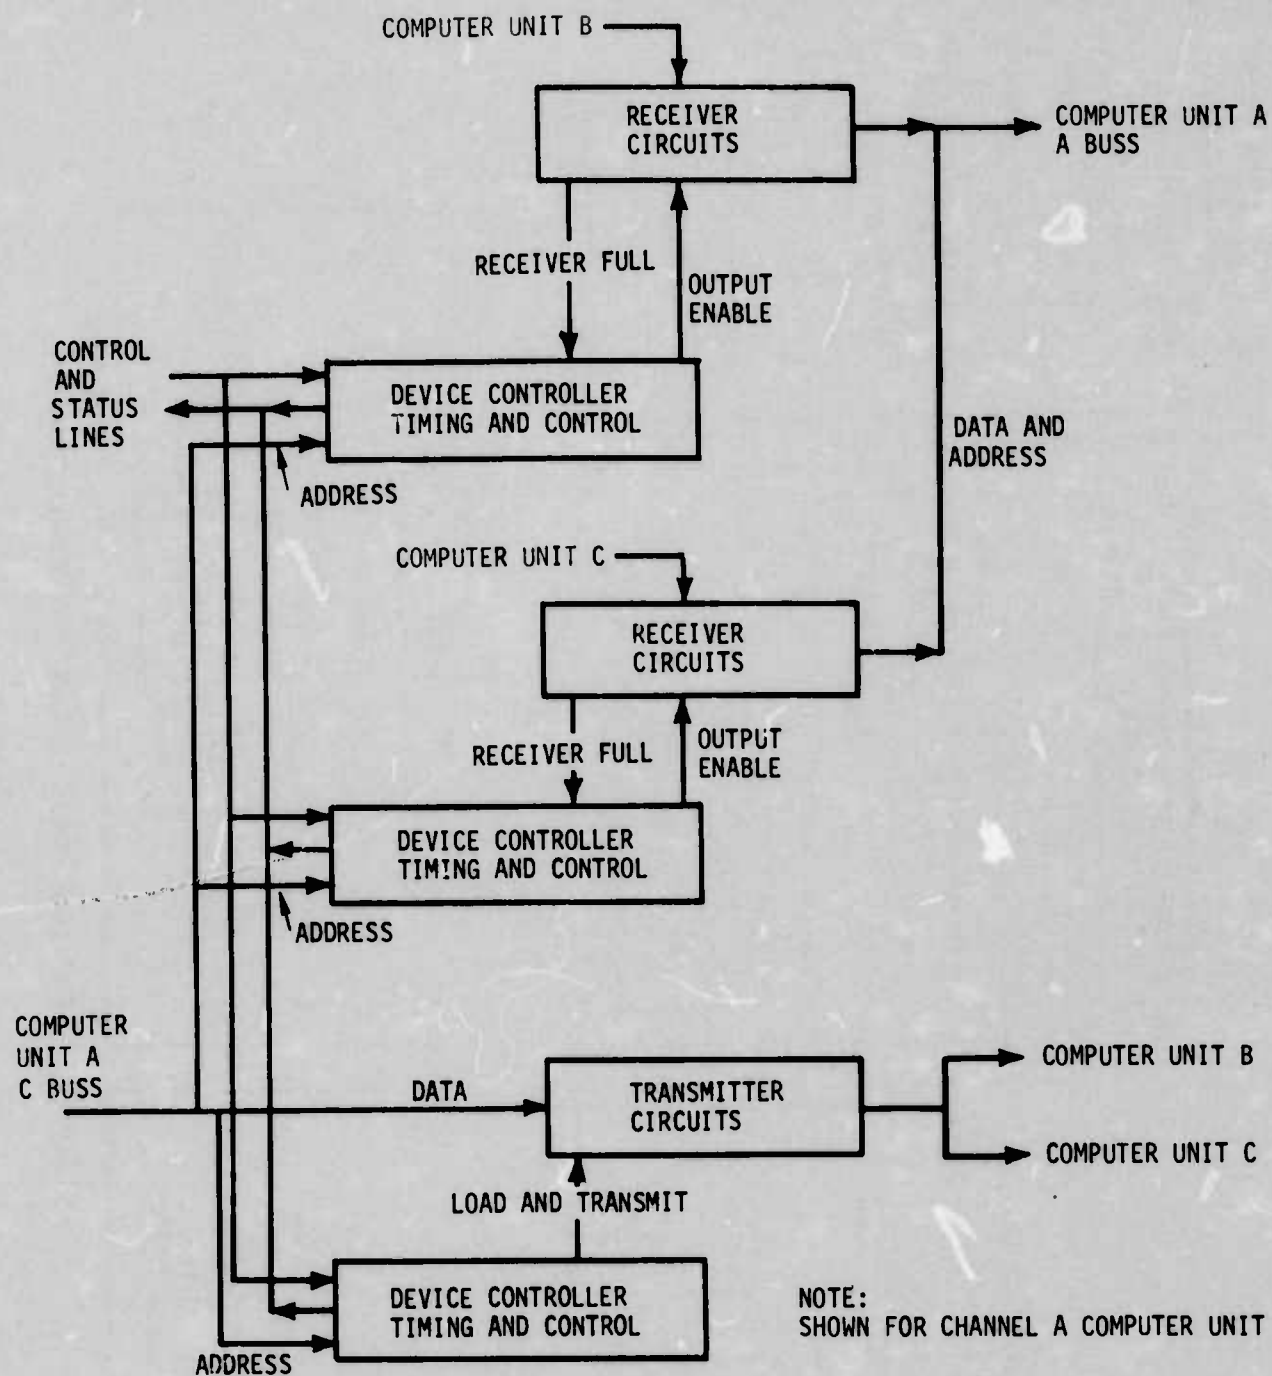 COMPUTER UNIT B
RECEIVER
CIRCUITS
COMPUTER UNIT A
A BUSS
RECEIVER FULL
OUTPUT
ENABLE
CONTROL
AND
STATUS
LINES
DEVICE CONTROLLER
TIMING AND CONTROL
DATA AND
ADDRESS
ADDRESS
COMPUTER UNIT C
RECEIVER
CIRCUITS
RECEIVER FULL
OUTPUT
ENABLE
DEVICE CONTROLLER
TIMING AND CONTROL
ADDRESS
COMPUTER
UNIT A
C BUSS
DATA
TRANSMITTER
CIRCUITS
COMPUTER UNIT B
COMPUTER UNIT C
LOAD AND TRANSMIT
DEVICE CONTROLLER
TIMING AND CONTROL
ADDRESS
NOTE:
SHOWN FOR CHANNEL A COMPUTER UNIT